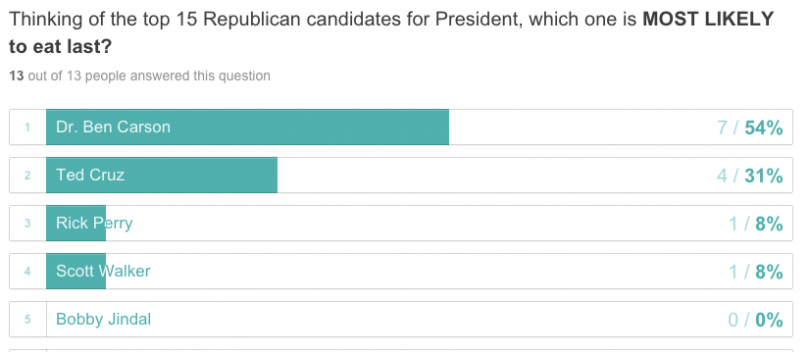 Thinking of the top 15 Republican candidates for President, which one is MOST LIKELY
to eat last?
13 out of 13 people answered this question
1 Dr. Ben Carson 7 / 54%
2 Ted Cruz 4 / 31%
3 Rick Perry 1 / 8%
4 Scott Walker 1 / 8%
5 Bobby Jindal 0 / 0%